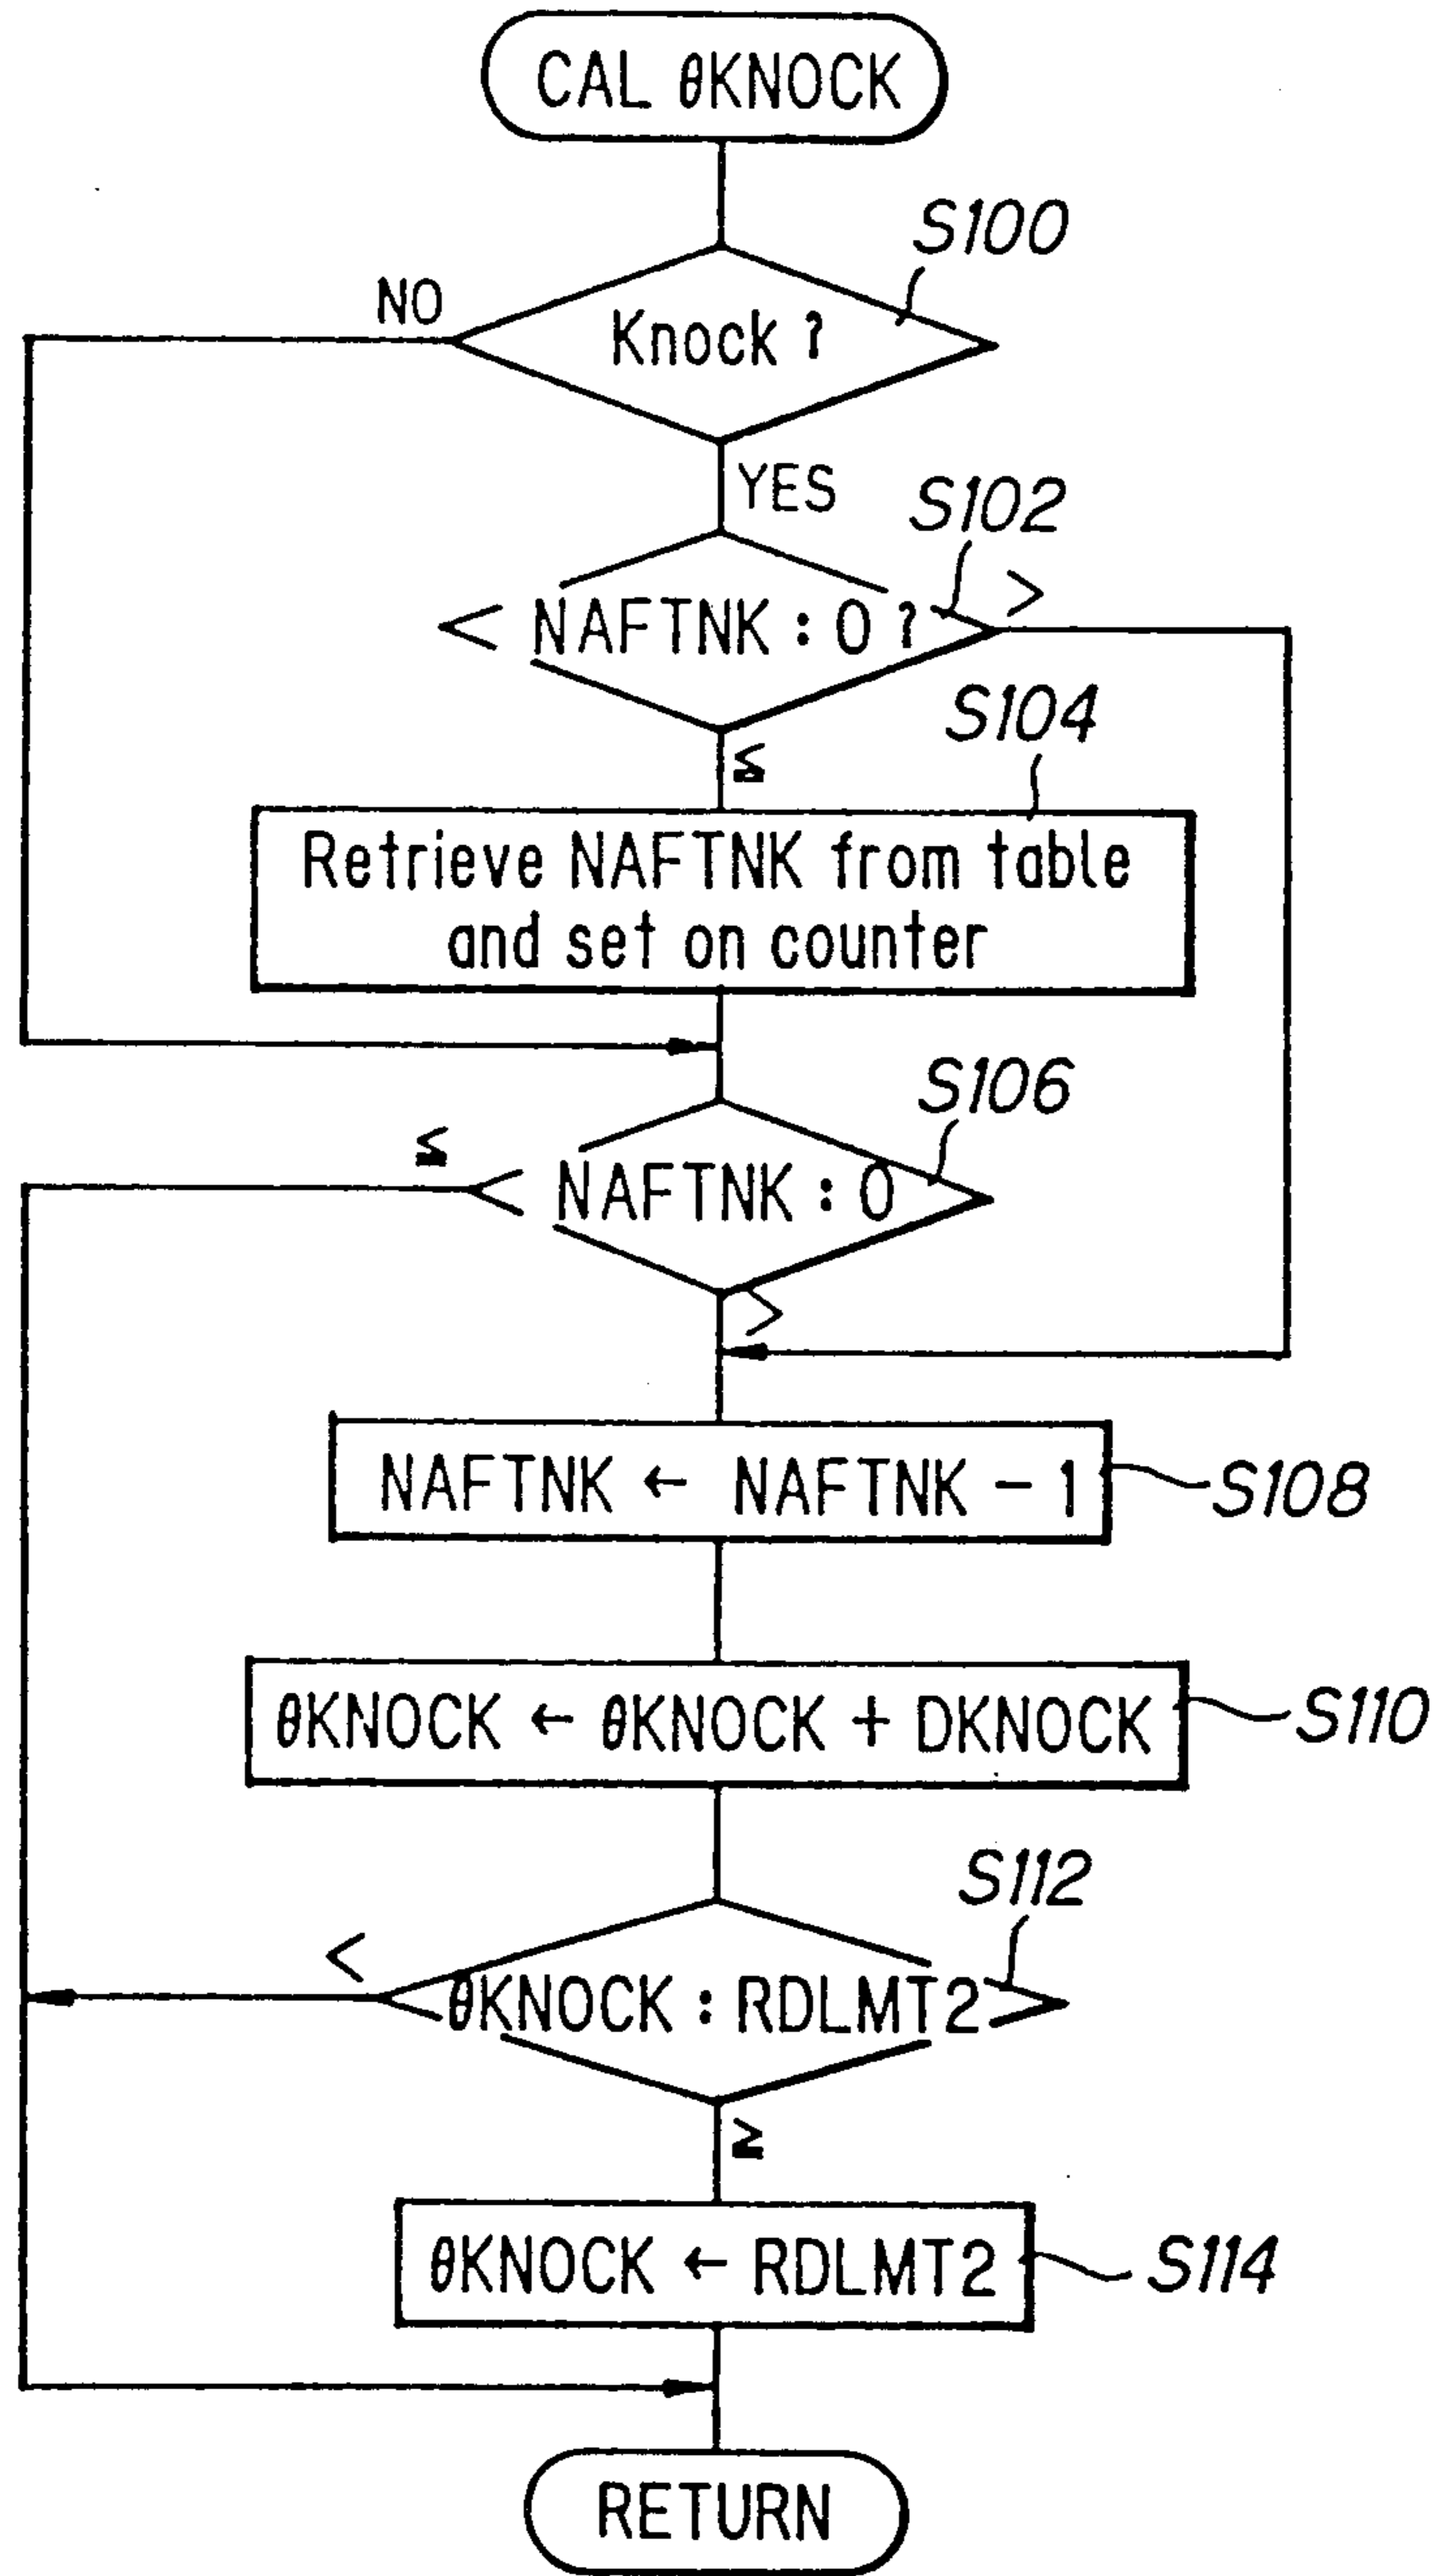 CAL θKNOCK
S100
NO
Knock ?
YES
S102
>
NAFTNK : 0 ?
≦
S104
Retrieve NAFTNK from table
and set on counter
S106
≦
NAFTNK : 0
>
NAFTNK ← NAFTNK - 1
S108
θKNOCK ← θKNOCK + DKNOCK
S110
S112
<
θKNOCK : RDLMT2
≧
θKNOCK ← RDLMT2
S114
RETURN